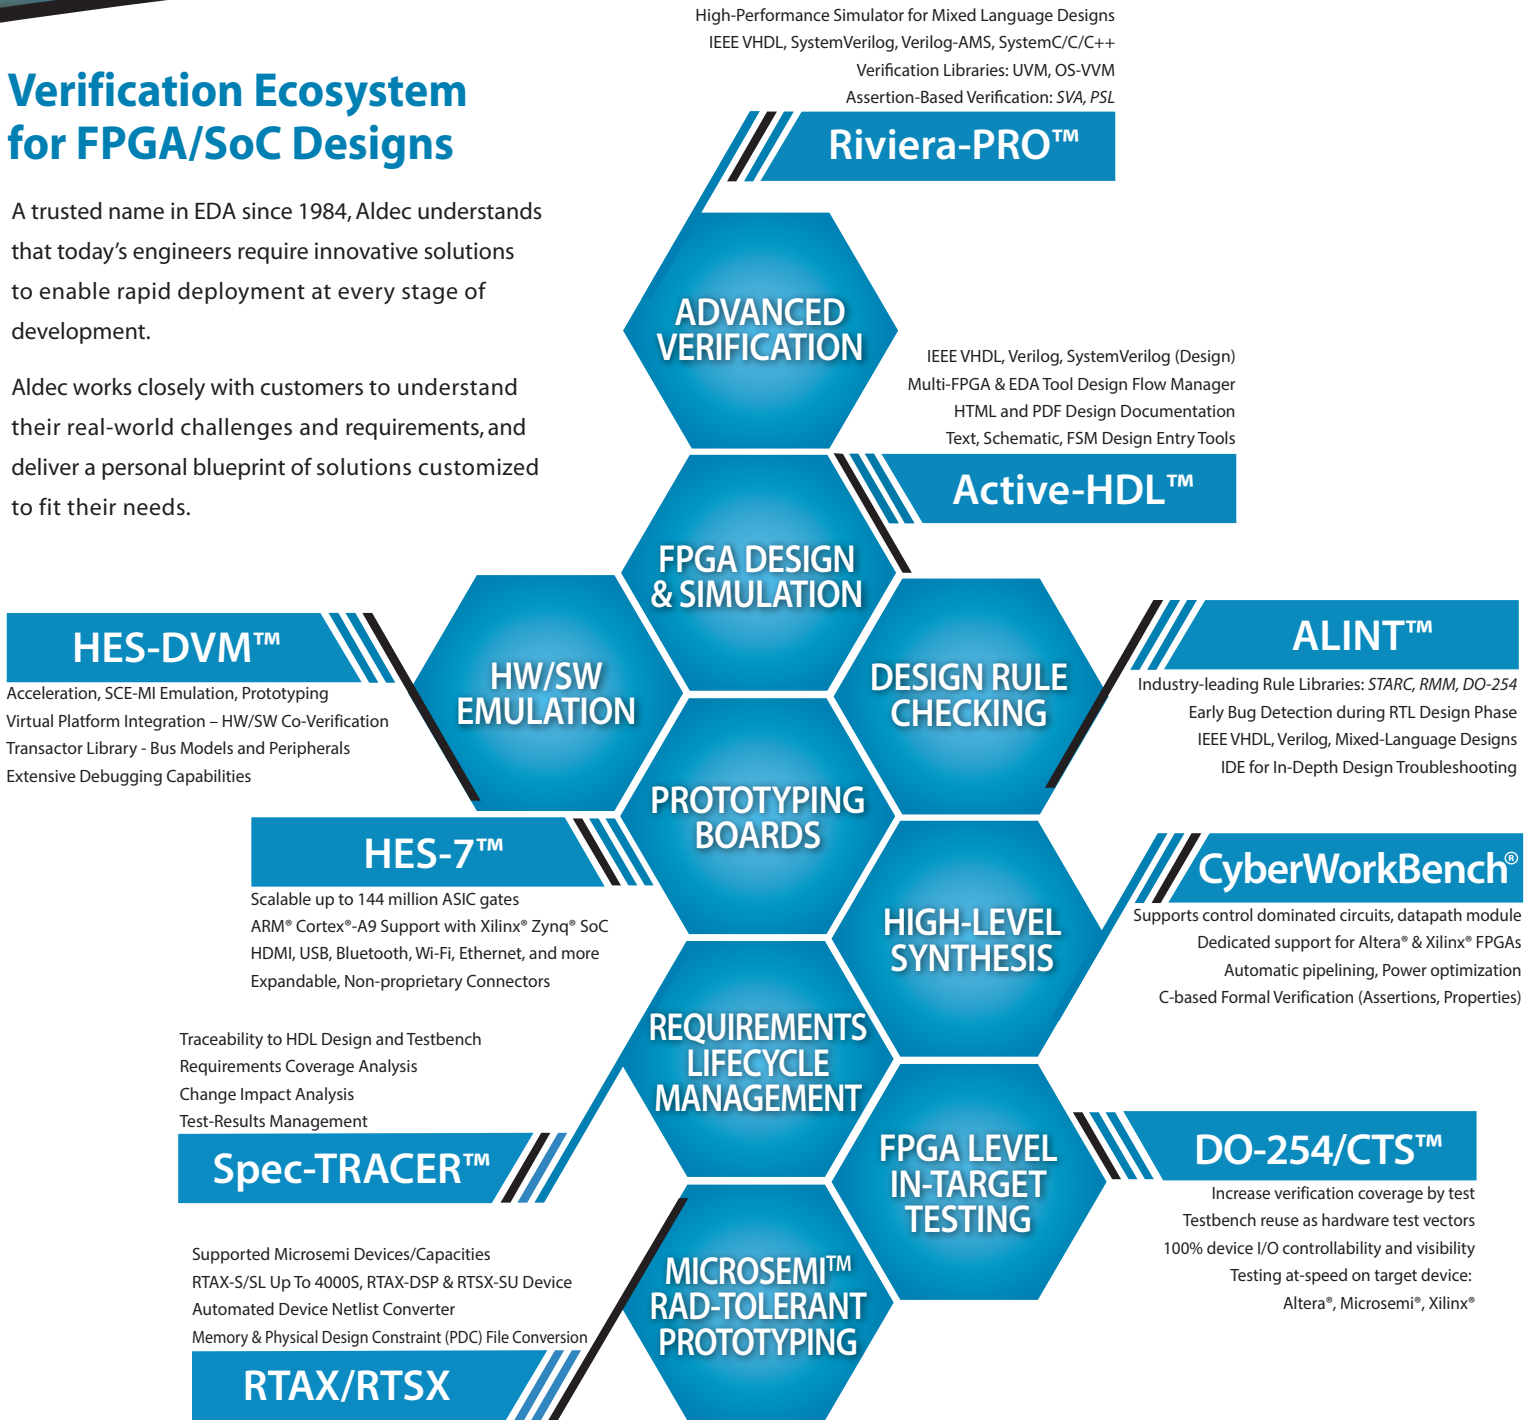 High-Performance Simulator for Mixed Language Designs
IEEE VHDL, SystemVerilog, Verilog-AMS, SystemC/C/C++
Verification Libraries: UVM, OS-VVM
Assertion-Based Verification: SVA, PSL
Riviera-PRO™
Verification Ecosystem
for FPGA/SoC Designs
A trusted name in EDA since 1984, Aldec understands
that today’s engineers require innovative solutions
to enable rapid deployment at every stage of
development.
Aldec works closely with customers to understand
their real-world challenges and requirements, and
deliver a personal blueprint of solutions customized
to fit their needs.
ADVANCED
VERIFICATION
IEEE VHDL, Verilog, SystemVerilog (Design)
Multi-FPGA & EDA Tool Design Flow Manager
HTML and PDF Design Documentation
Text, Schematic, FSM Design Entry Tools
Active-HDL™
FPGA DESIGN
& SIMULATION
HES-DVM™
Acceleration, SCE-MI Emulation, Prototyping
Virtual Platform Integration – HW/SW Co-Verification
Transactor Library - Bus Models and Peripherals
Extensive Debugging Capabilities
HW/SW
EMULATION
DESIGN RULE
CHECKING
ALINT™
Industry-leading Rule Libraries: STARC, RMM, DO-254
Early Bug Detection during RTL Design Phase
IEEE VHDL, Verilog, Mixed-Language Designs
IDE for In-Depth Design Troubleshooting
PROTOTYPING
BOARDS
HES-7™
Scalable up to 144 million ASIC gates
ARM® Cortex®-A9 Support with Xilinx® Zynq® SoC
HDMI, USB, Bluetooth, Wi-Fi, Ethernet, and more
Expandable, Non-proprietary Connectors
HIGH-LEVEL
SYNTHESIS
CyberWorkBench®
Supports control dominated circuits, datapath module
Dedicated support for Altera® & Xilinx® FPGAs
Automatic pipelining, Power optimization
C-based Formal Verification (Assertions, Properties)
Traceability to HDL Design and Testbench
Requirements Coverage Analysis
Change Impact Analysis
Test-Results Management
Spec-TRACER™
REQUIREMENTS
LIFECYCLE
MANAGEMENT
FPGA LEVEL
IN-TARGET
TESTING
DO-254/CTS™
Increase verification coverage by test
Testbench reuse as hardware test vectors
100% device I/O controllability and visibility
Testing at-speed on target device:
Altera®, Microsemi®, Xilinx®
Supported Microsemi Devices/Capacities
RTAX-S/SL Up To 4000S, RTAX-DSP & RTSX-SU Device
Automated Device Netlist Converter
Memory & Physical Design Constraint (PDC) File Conversion
RTAX/RTSX
MICROSEMI™
RAD-TOLERANT
PROTOTYPING